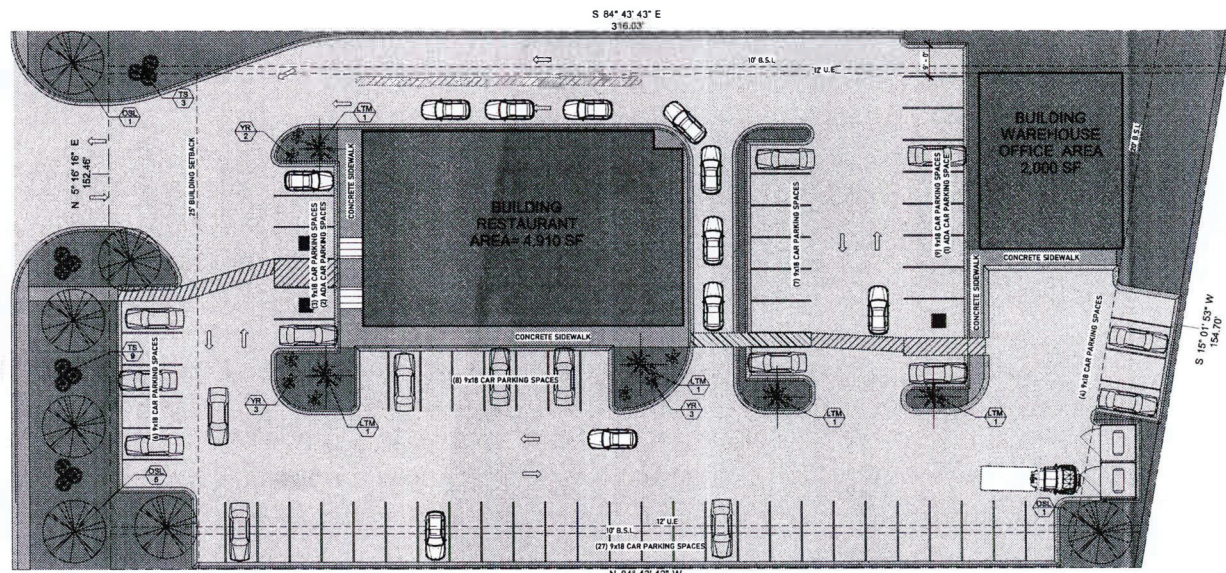 S 84° 43' 43" E
316.03'
10' B.S.L
12' U.E
9' - 0"
TS
3
OSL
1
LTM
1
YR
2
N 5° 16' 16" E
152.46'
25' BUILDING SETBACK
CONCRETE SIDEWALK
(3) 9x18 CAR PARKING SPACES
(2) ADA CAR PARKING SPACES
BUILDING
RESTAURANT
AREA= 4,910 SF
(7) 9x18 CAR PARKING SPACES
(9) 9x18 CAR PARKING SPACES
(1) ADA CAR PARKING SPACE
BUILDING
WAREHOUSE
OFFICE AREA
2,000 SF
20' B.S.L
CONCRETE SIDEWALK
CONCRETE SIDEWALK
CONCRETE SIDEWALK
(4) 9x18 CAR PARKING SPACES
S 15° 01' 53" W
154.70'
TS
9
(6) 9x18 CAR PARKING SPACES
(8) 9x18 CAR PARKING SPACES
YR
3
LTM
1
LTM
1
YR
3
LTM
1
LTM
1
OSL
1
12' U.E
10' B.S.L
(27) 9x18 CAR PARKING SPACES